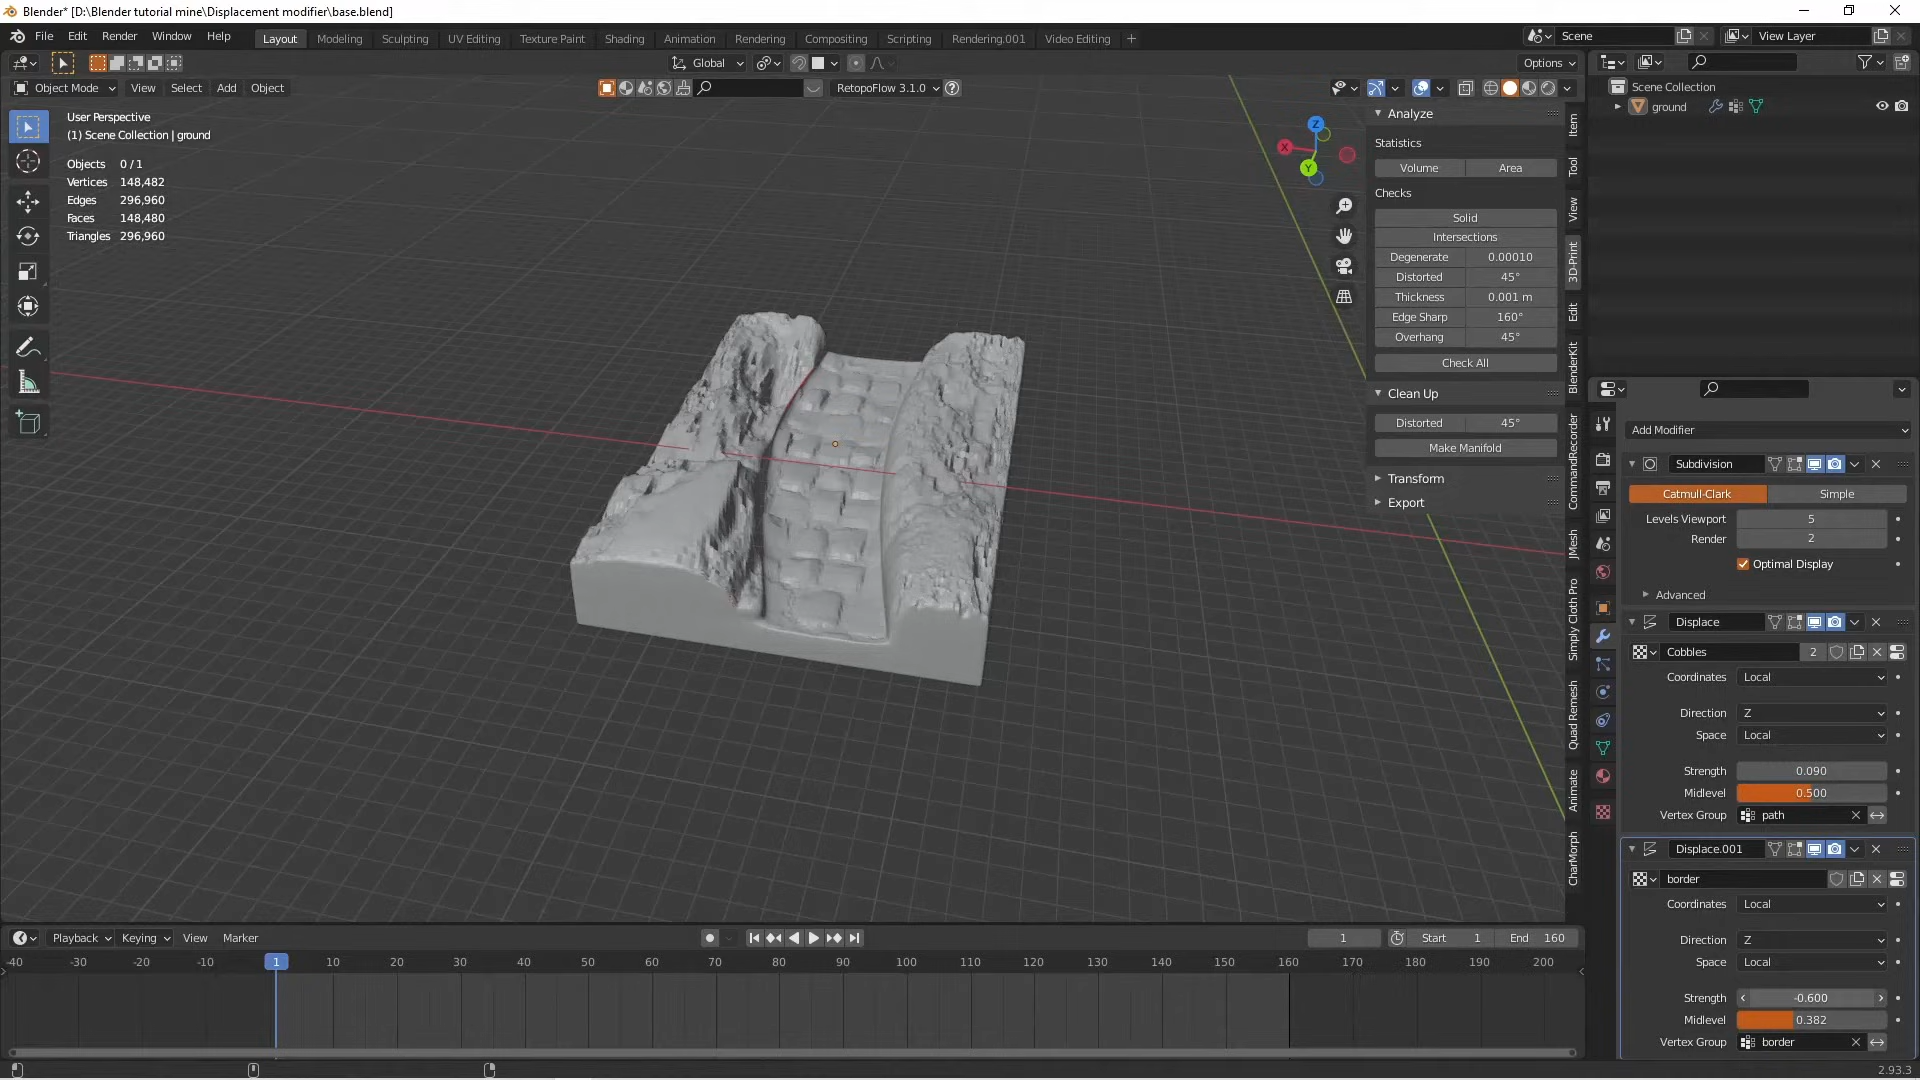 Blender* [D:\Blender tutorial mine\Displacement modifier\base.blend]
File Edit Render Window Help
Layout Modeling Sculpting UV Editing Texture Paint Shading Animation Rendering Compositing Scripting Rendering.001 Video Editing +
Scene
View Layer
Global
Options
Object Mode View Select Add Object
RetopoFlow 3.1.0
User Perspective
(1) Scene Collection | ground
Objects 0 / 1
Vertices 148,482
Edges 296,960
Faces 148,480
Triangles 296,960
X
Y
Z
Analyze
Statistics
Volume Area
Checks
Solid
Intersections
Degenerate 0.00010
Distorted 45°
Thickness 0.001 m
Edge Sharp 160°
Overhang 45°
Check All
Clean Up
Distorted 45°
Make Manifold
Transform
Export
Item
Tool
View
3D-Print
Edit
BlenderKit
CommandRecorder
JMesh
Simply Cloth Pro
Quad Remesh
Animate
CharMorph
Scene Collection
ground
Add Modifier
Subdivision
Catmull-Clark Simple
Levels Viewport 5
Render 2
Optimal Display
Advanced
Displace
Cobbles 2
Coordinates Local
Direction Z
Space Local
Strength 0.090
Midlevel 0.500
Vertex Group path
Displace.001
border
Coordinates Local
Direction Z
Space Local
Strength -0.600
Midlevel 0.382
Vertex Group border
Playback Keying View Marker
1
Start 1
End 160
-40 -30 -20 -10 1 10 20 30 40 50 60 70 80 90 100 110 120 130 140 150 160 170 180 190 200
2.93.3